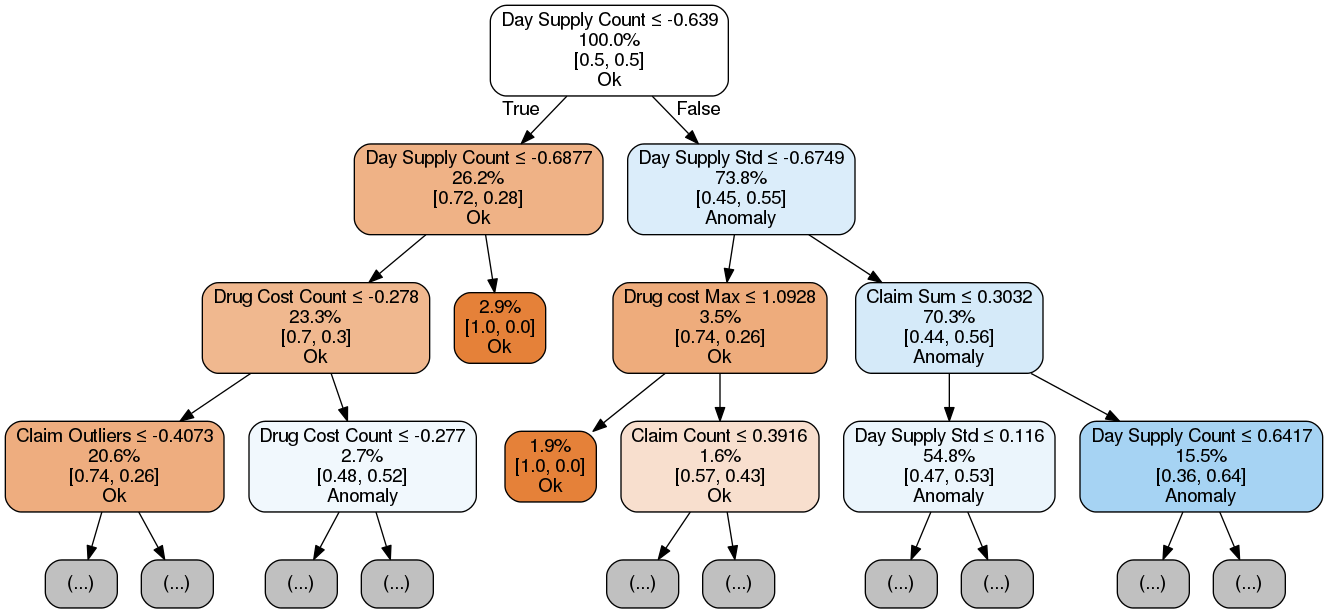 Day Supply Count ≤ -0.639
100.0%
[0.5, 0.5]
Ok
True
False
Day Supply Count ≤ -0.6877
26.2%
[0.72, 0.28]
Ok
Day Supply Std ≤ -0.6749
73.8%
[0.45, 0.55]
Anomaly
Drug Cost Count ≤ -0.278
23.3%
[0.7, 0.3]
Ok
2.9%
[1.0, 0.0]
Ok
Drug cost Max ≤ 1.0928
3.5%
[0.74, 0.26]
Ok
Claim Sum ≤ 0.3032
70.3%
[0.44, 0.56]
Anomaly
Claim Outliers ≤ -0.4073
20.6%
[0.74, 0.26]
Ok
Drug Cost Count ≤ -0.277
2.7%
[0.48, 0.52]
Anomaly
1.9%
[1.0, 0.0]
Ok
Claim Count ≤ 0.3916
1.6%
[0.57, 0.43]
Ok
Day Supply Std ≤ 0.116
54.8%
[0.47, 0.53]
Anomaly
Day Supply Count ≤ 0.6417
15.5%
[0.36, 0.64]
Anomaly
(...)
(...)
(...)
(...)
(...)
(...)
(...)
(...)
(...)
(...)